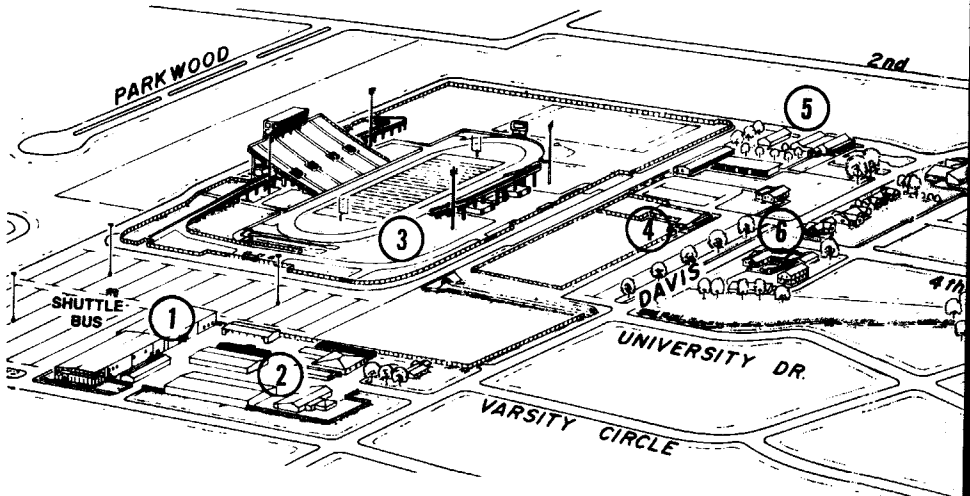 PARKWOOD
2nd
5
3
4
6
DAVIS
4th
SHUTTLE
BUS
1
UNIVERSITY DR.
2
VARSITY CIRCLE